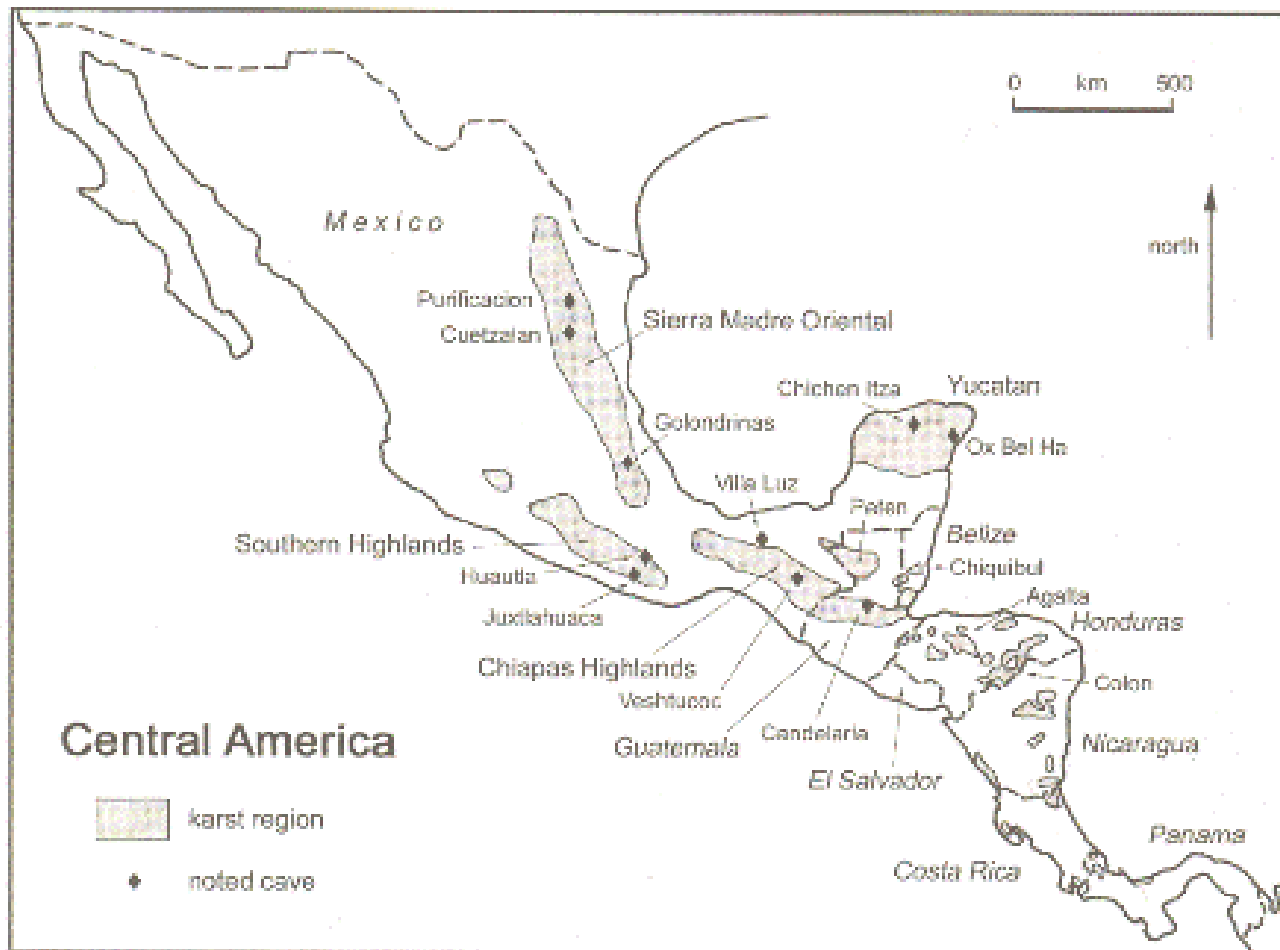 0 km 500
Mexico
north
Purificacion
Sierra Madre Oriental
Cuetzalan
Chichen Itza
Yucatan
Golondrinas
Ox Bel Ha
Villa Luz
Peten
Southern Highlands
Belize
Huautla
Chiquibul
Agalta
Juxtlahuaca
Honduras
Chiapas Highlands
Colon
Veshtucoc
Central America
Guatemala
Candelaria
Nicaragua
El Salvador
karst region
Panama
Costa Rica
noted cave